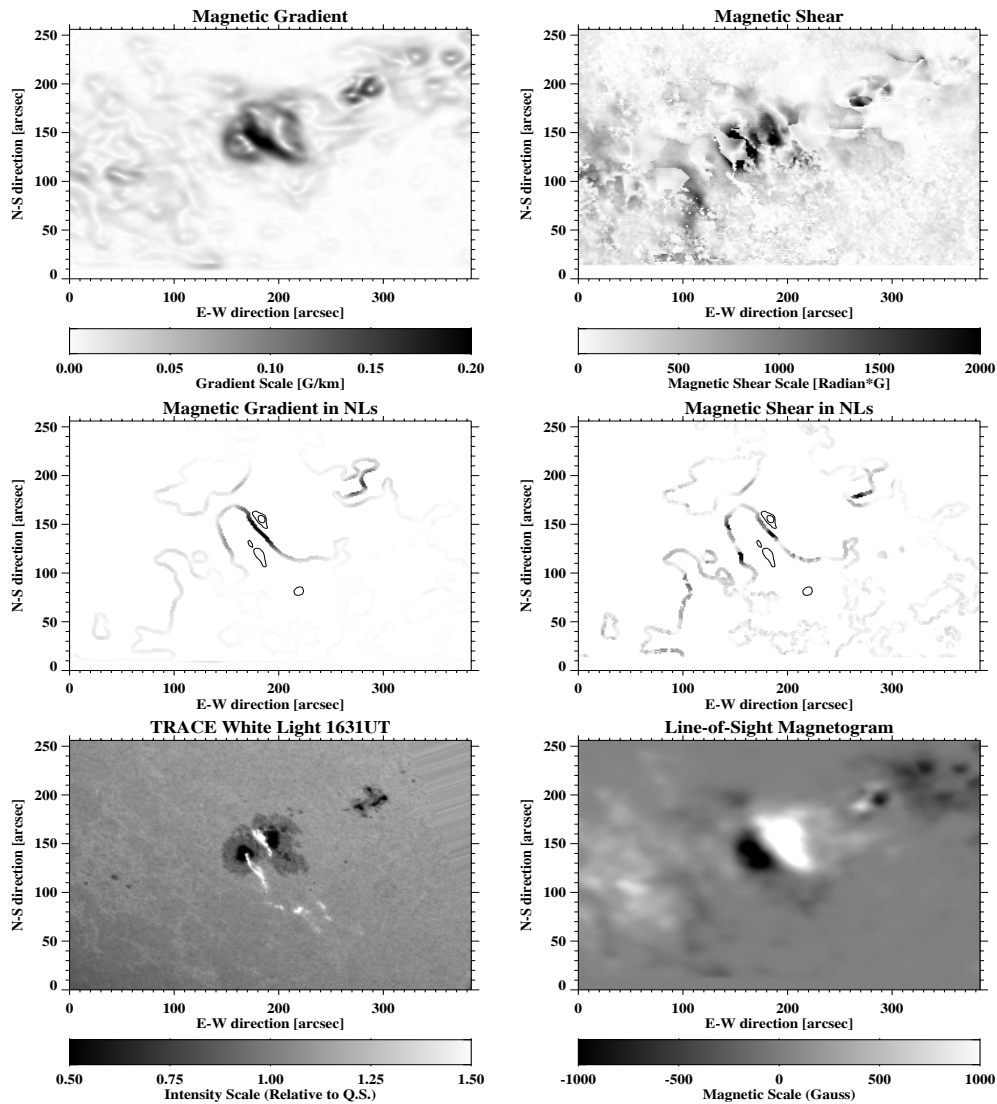 Magnetic Gradient
Magnetic Shear
250
200
150
100
50
0
N-S direction [arcsec]
0 100 200 300
E-W direction [arcsec]
0.00 0.05 0.10 0.15 0.20
Gradient Scale [G/km]
250
200
150
100
50
0
N-S direction [arcsec]
0 100 200 300
E-W direction [arcsec]
0 500 1000 1500 2000
Magnetic Shear Scale [Radian*G]
Magnetic Gradient in NLs
Magnetic Shear in NLs
250
200
150
100
50
0
N-S direction [arcsec]
0 100 200 300
E-W direction [arcsec]
250
200
150
100
50
0
N-S direction [arcsec]
0 100 200 300
E-W direction [arcsec]
TRACE White Light 1631UT
Line-of-Sight Magnetogram
250
200
150
100
50
0
N-S direction [arcsec]
0 100 200 300
E-W direction [arcsec]
0.50 0.75 1.00 1.25 1.50
Intensity Scale (Relative to Q.S.)
250
200
150
100
50
0
N-S direction [arcsec]
0 100 200 300
E-W direction [arcsec]
-1000 -500 0 500 1000
Magnetic Scale (Gauss)